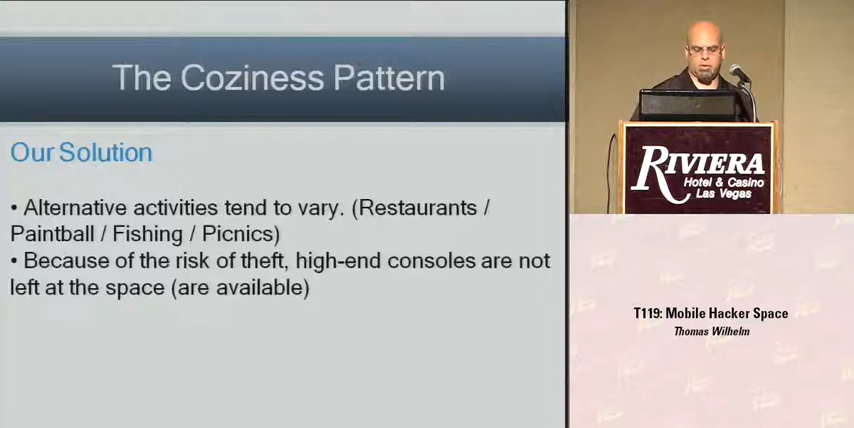 The Coziness Pattern
Our Solution
• Alternative activities tend to vary. (Restaurants /
Paintball / Fishing / Picnics)
• Because of the risk of theft, high-end consoles are not
left at the space (are available)
RIVIERA
Hotel & Casino
Las Vegas
T119: Mobile Hacker Space
Thomas Wilhelm